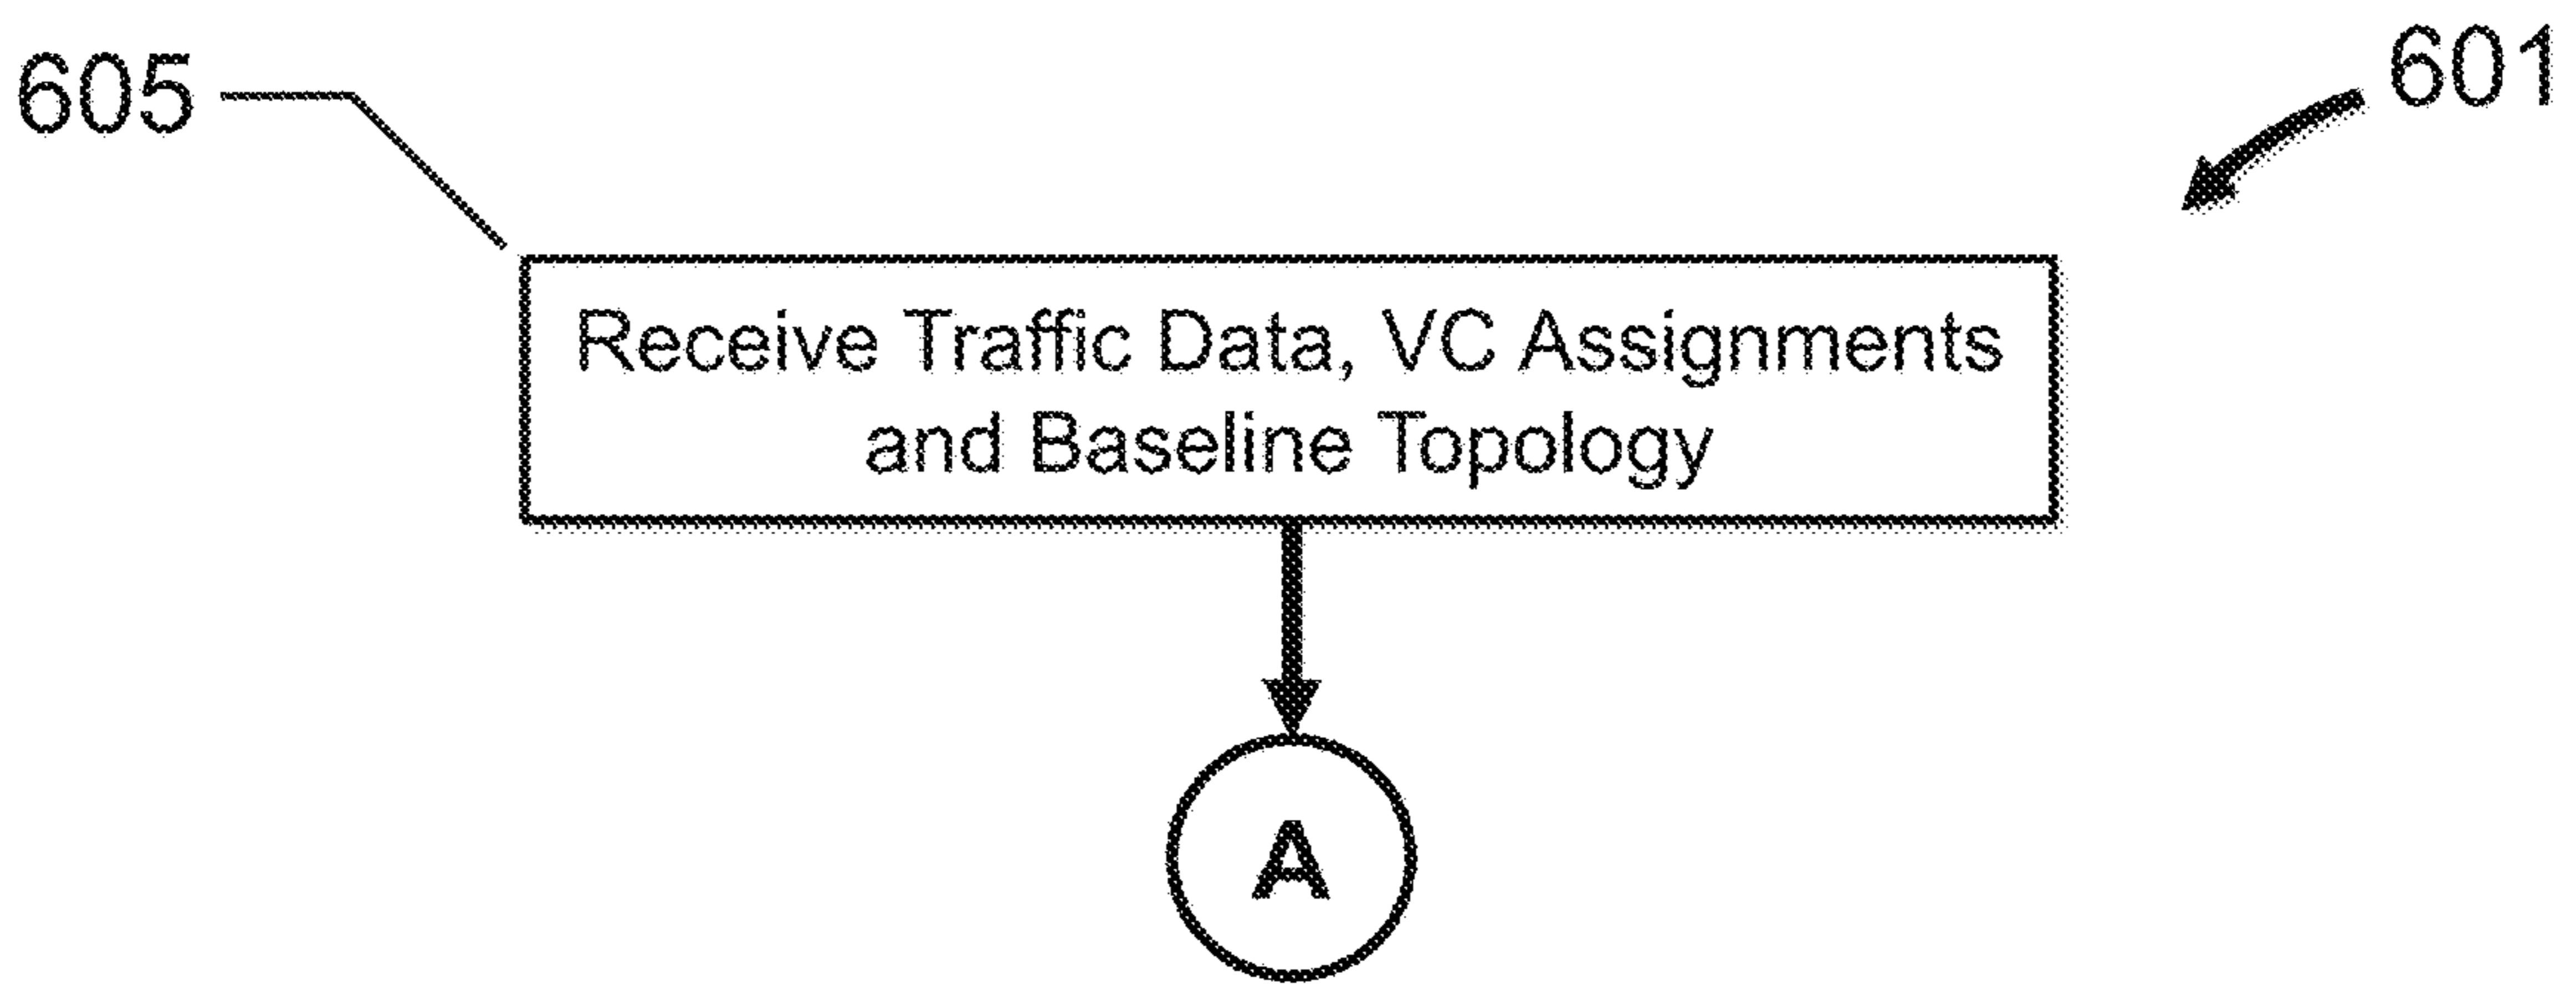 605
601
Receive Traffic Data, VC Assignments
and Baseline Topology
A